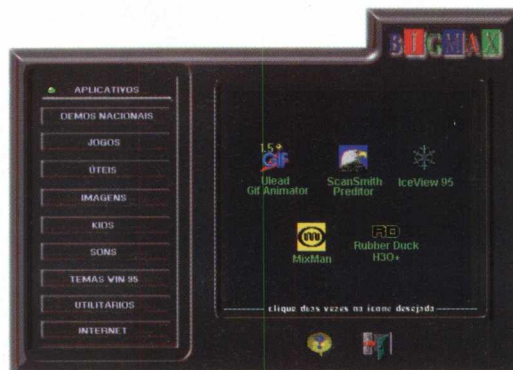 BIGMAX
APLICATIVOS
DEMOS NACIONAIS
JOGOS
ÚTEIS
IMAGENS
KIDS
SONS
TEMAS WIN 95
UTILITÁRIOS
INTERNET
1.5
GIF
Ulead
Gif Animator
ScanSmith
Preditor
IceView 95
MixMan
RD
Rubber Duck
H3O+
clique duas vezes no ícone desejado